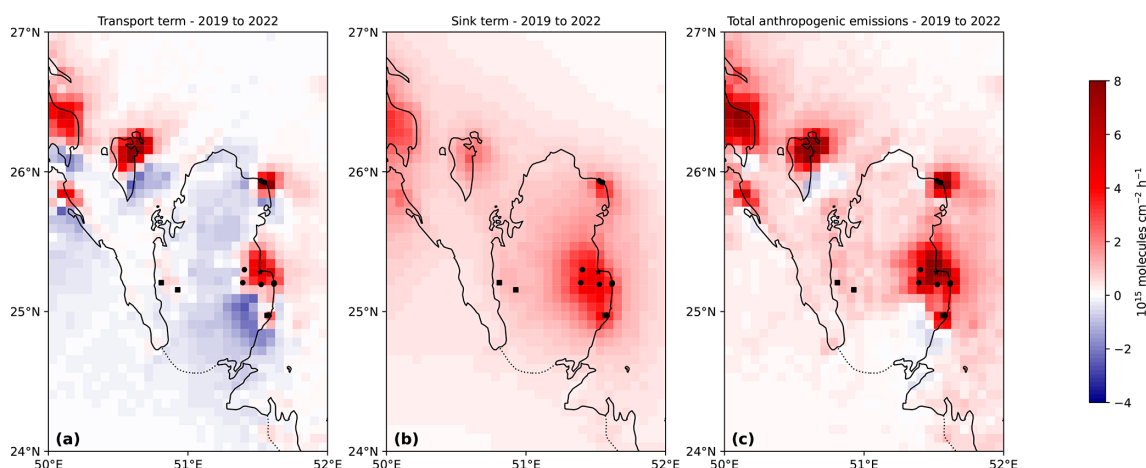 Transport term - 2019 to 2022
Sink term - 2019 to 2022
Total anthropogenic emissions - 2019 to 2022
27°N
26°N
25°N
24°N
50°E
51°E
52°E
(a)
27°N
26°N
25°N
24°N
50°E
51°E
52°E
(b)
27°N
26°N
25°N
24°N
50°E
51°E
52°E
(c)
8
6
4
2
0
−2
−4
10¹⁵ molecules cm⁻² h⁻¹